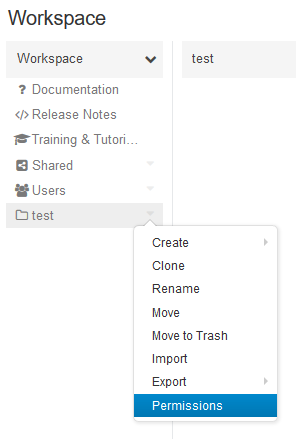 Workspace
Workspace
test
? Documentation
</> Release Notes
Training & Tutori...
Shared
Users
test
Create
Clone
Rename
Move
Move to Trash
Import
Export
Permissions